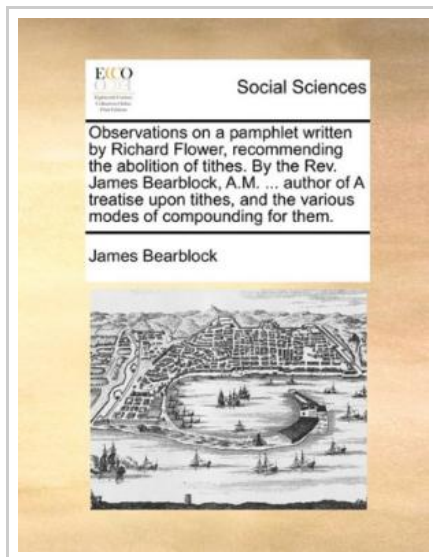 ECCO
Social Sciences
Observations on a pamphlet written
by Richard Flower, recommending
the abolition of tithes. By the Rev.
James Bearblock, A.M. ... author of A
treatise upon tithes, and the various
modes of compounding for them.
James Bearblock